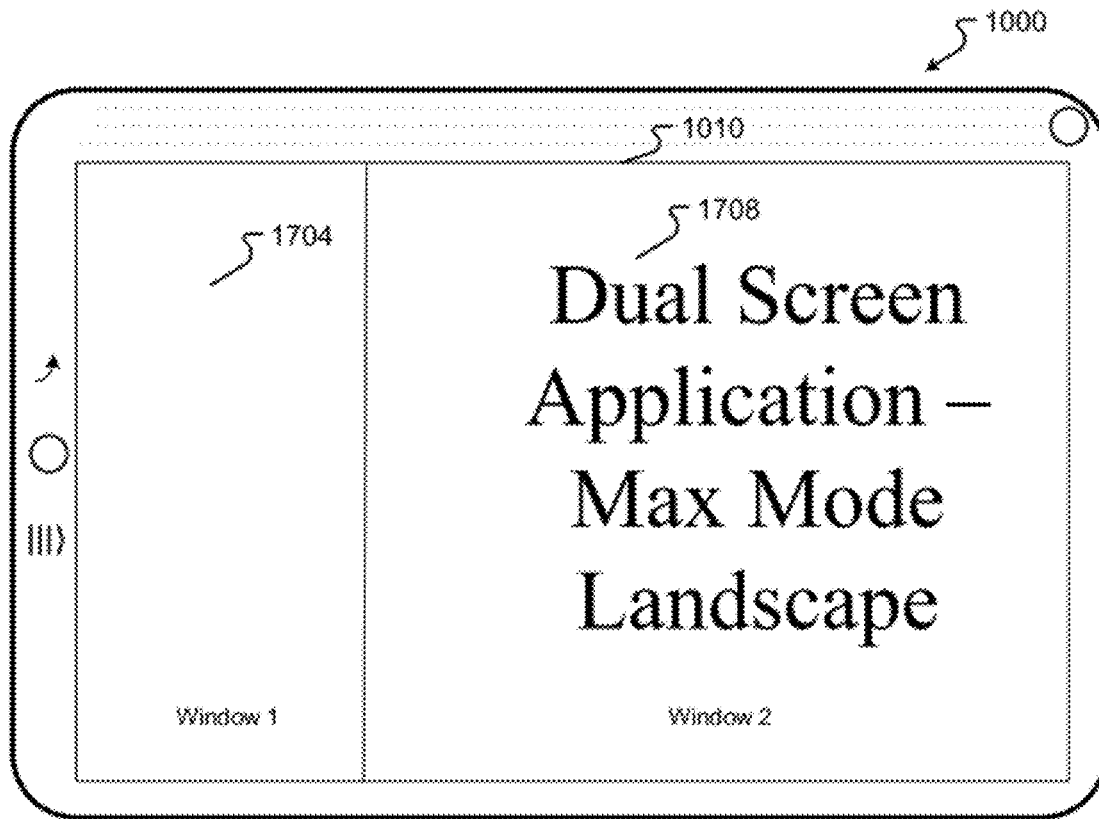 1000
1010
1704
1708
Dual Screen
Application –
Max Mode
Landscape
Window 1
Window 2